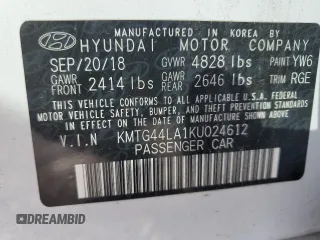 MANUFACTURED IN KOREA BY
HYUNDAI MOTOR COMPANY
SEP/20/18 GVWR 4828 lbs PAINT YW6
GAWR FRONT 2414 lbs GAWR REAR 2646 lbs TRIM RGE
THIS VEHICLE CONFORMS TO ALL APPLICABLE
U.S.A. FEDERAL MOTOR VEHICLE SAFETY,
BUMPER, AND THEFT PREVENTION STANDARDS
IN EFFECT ON THE DATE OF MANUFACTURE
SHOWN ABOVE.
V.I.N KMTG44LA1KU024612
PASSENGER CAR
© DREAMBID